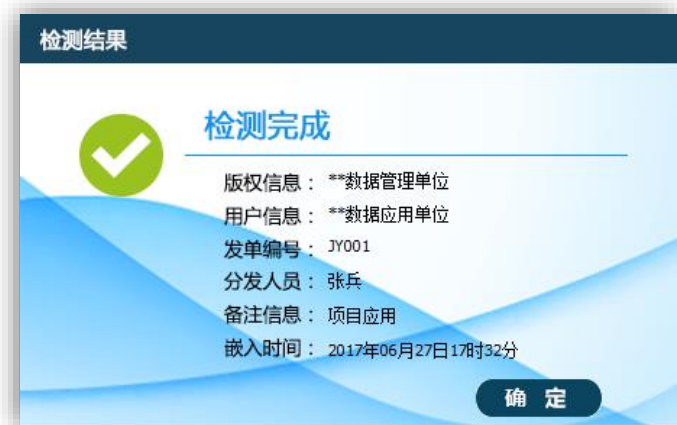 检测结果
检测完成
版权信息： **数据管理单位
用户信息： **数据应用单位
发单编号： JY001
分发人员： 张兵
备注信息： 项目应用
嵌入时间： 2017年06月27日17时32分
确 定